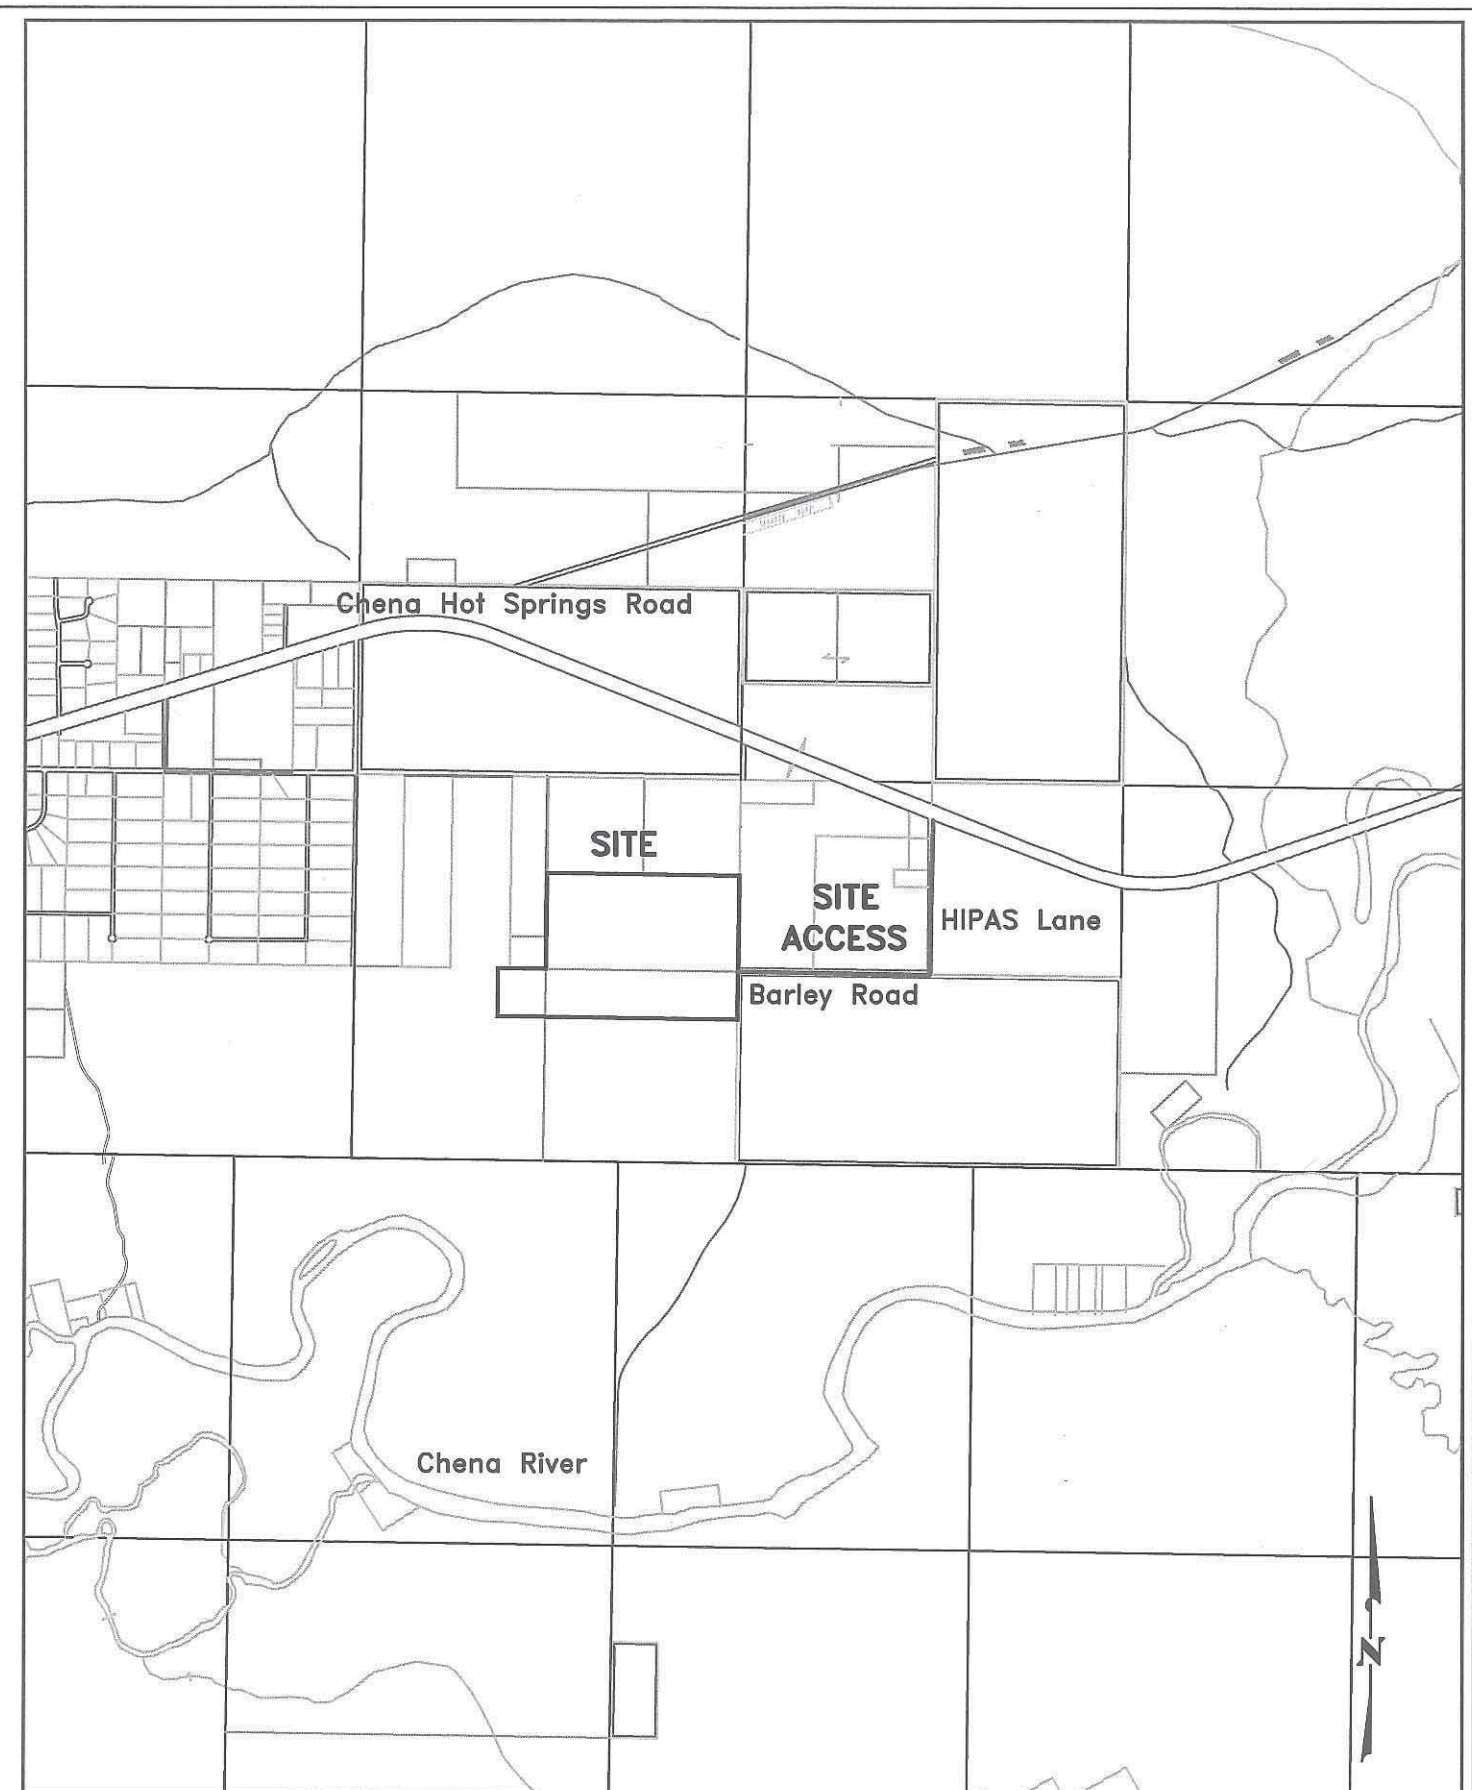 Chena Hot Springs Road
SITE
SITE
ACCESS
HIPAS Lane
Barley Road
Chena River
N